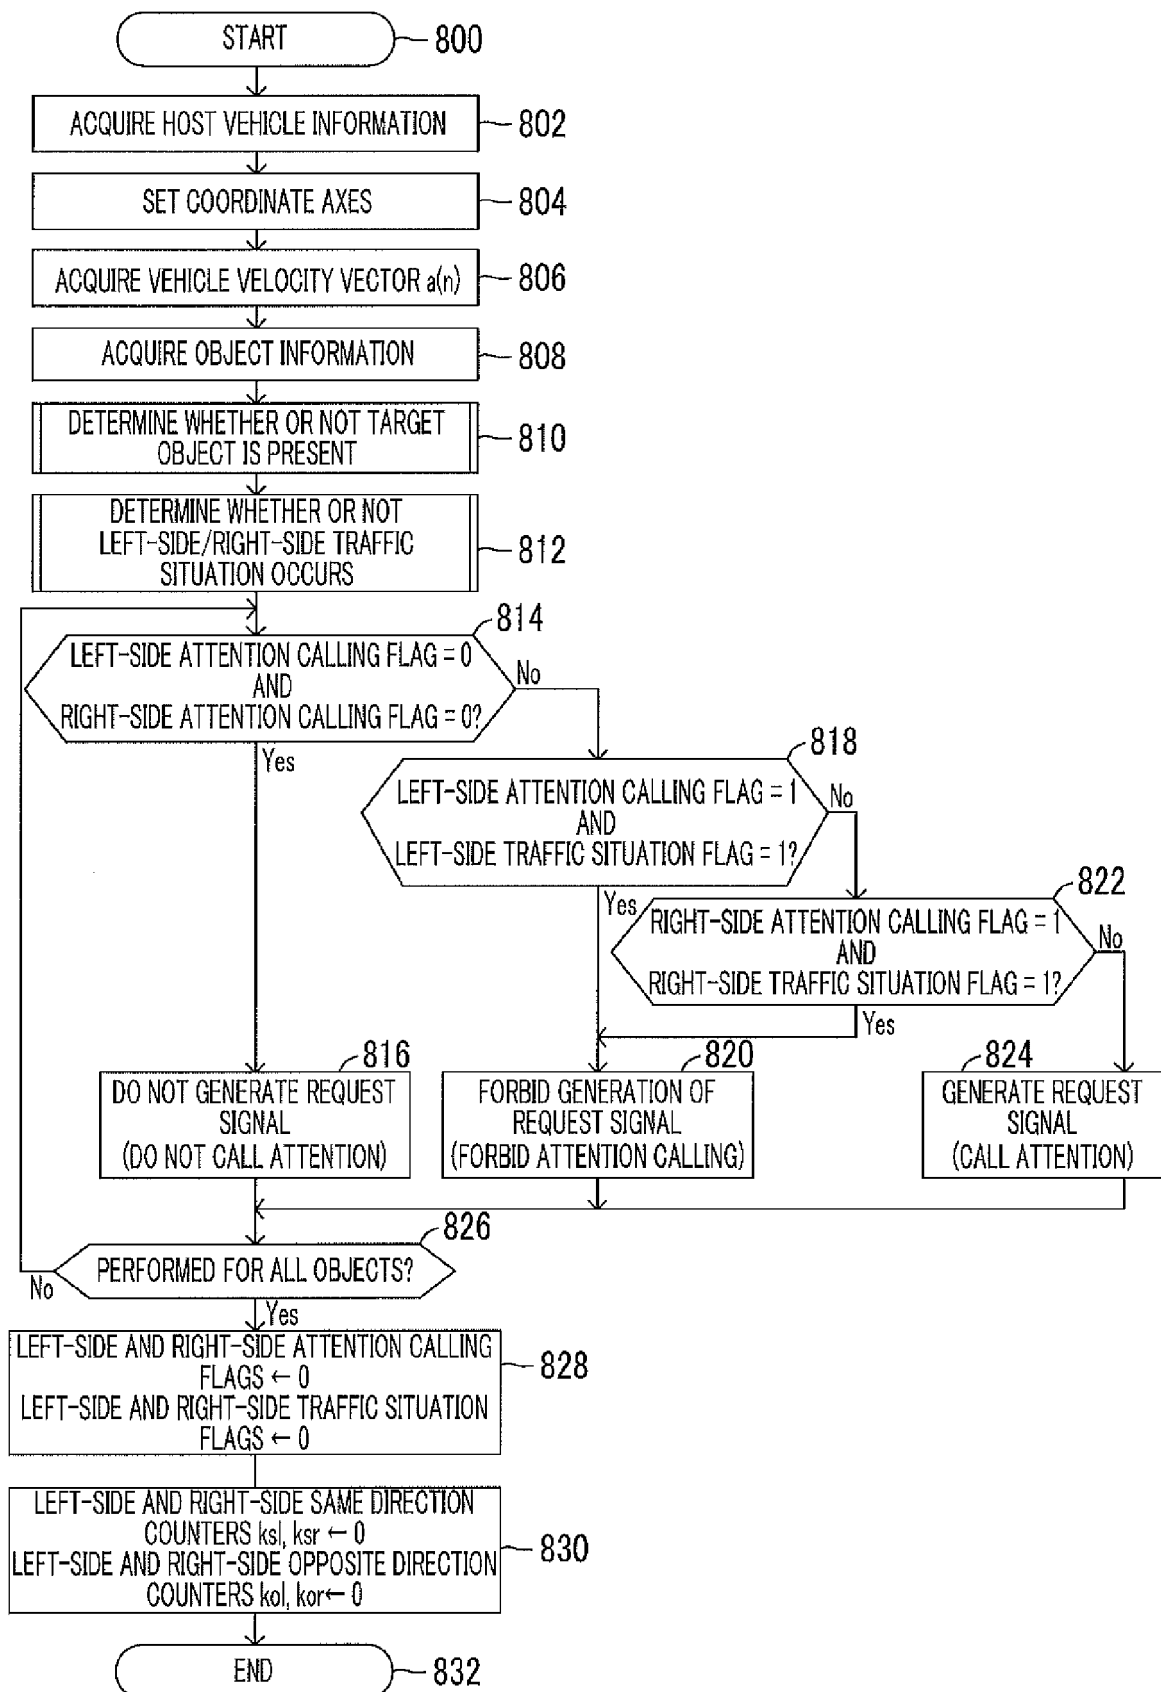 START
800
ACQUIRE HOST VEHICLE INFORMATION
802
SET COORDINATE AXES
804
ACQUIRE VEHICLE VELOCITY VECTOR a(n)
806
ACQUIRE OBJECT INFORMATION
808
DETERMINE WHETHER OR NOT TARGET
OBJECT IS PRESENT
810
DETERMINE WHETHER OR NOT
LEFT-SIDE/RIGHT-SIDE TRAFFIC
SITUATION OCCURS
812
814
LEFT-SIDE ATTENTION CALLING FLAG = 0
AND
RIGHT-SIDE ATTENTION CALLING FLAG = 0?
No
Yes
818
LEFT-SIDE ATTENTION CALLING FLAG = 1
AND
LEFT-SIDE TRAFFIC SITUATION FLAG = 1?
No
Yes
822
RIGHT-SIDE ATTENTION CALLING FLAG = 1
AND
RIGHT-SIDE TRAFFIC SITUATION FLAG = 1?
No
Yes
816
DO NOT GENERATE REQUEST
SIGNAL
(DO NOT CALL ATTENTION)
820
FORBID GENERATION OF
REQUEST SIGNAL
(FORBID ATTENTION CALLING)
824
GENERATE REQUEST
SIGNAL
(CALL ATTENTION)
826
PERFORMED FOR ALL OBJECTS?
No
Yes
LEFT-SIDE AND RIGHT-SIDE ATTENTION CALLING
FLAGS ← 0
LEFT-SIDE AND RIGHT-SIDE TRAFFIC SITUATION
FLAGS ← 0
828
LEFT-SIDE AND RIGHT-SIDE SAME DIRECTION
COUNTERS ksl, ksr ← 0
LEFT-SIDE AND RIGHT-SIDE OPPOSITE DIRECTION
COUNTERS kol, kor← 0
830
END
832